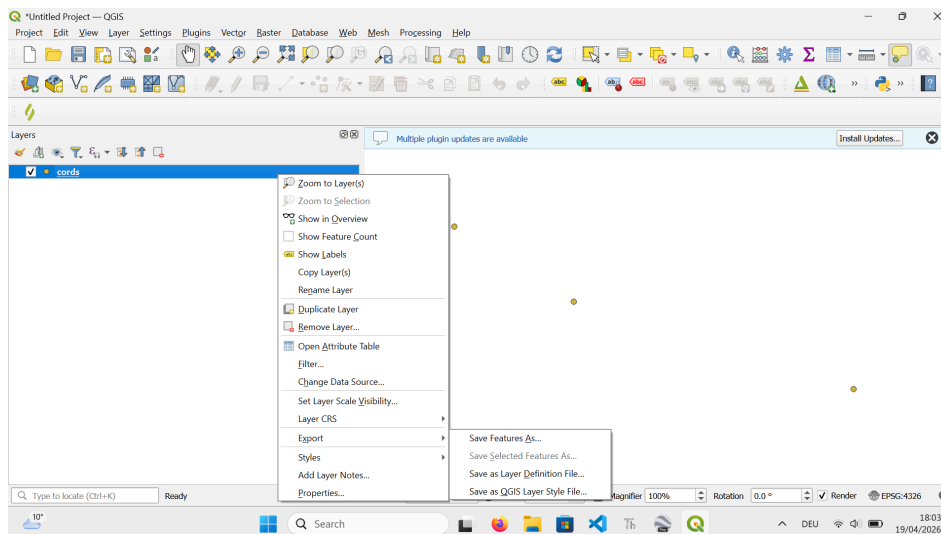 *Untitled Project — QGIS
Project Edit View Layer Settings Plugins Vector Raster Database Web Mesh Processing Help
Layers
Multiple plugin updates are available
Install Updates...
cords
Zoom to Layer(s)
Zoom to Selection
Show in Overview
Show Feature Count
Show Labels
Copy Layer(s)
Rename Layer
Duplicate Layer
Remove Layer...
Open Attribute Table
Filter...
Change Data Source...
Set Layer Scale Visibility...
Layer CRS
Export
Styles
Add Layer Notes...
Properties...
Save Features As...
Save Selected Features As...
Save as Layer Definition File...
Save as QGIS Layer Style File...
Type to locate (Ctrl+K)
Ready
Magnifier 100% Rotation 0.0 ° Render EPSG:4326
10°
Search
DEU
18:03
19/04/2026